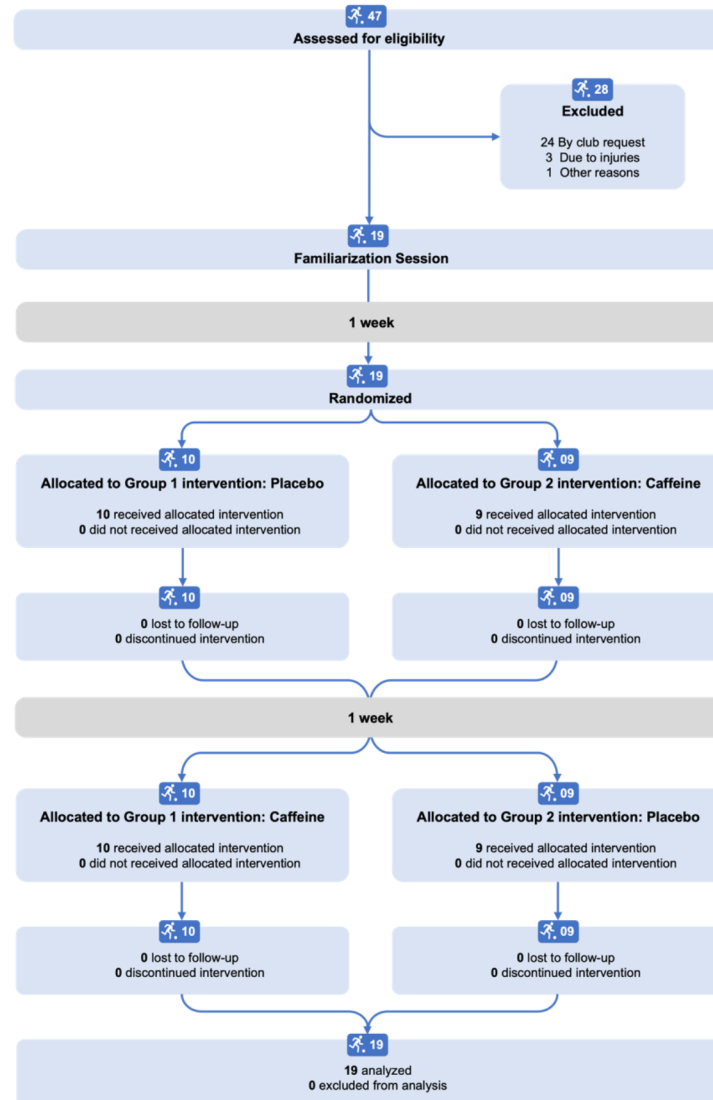 47
Assessed for eligibility
28
Excluded
24 By club request
3 Due to injuries
1 Other reasons
19
Familiarization Session
1 week
19
Randomized
10
Allocated to Group 1 intervention: Placebo
10 received allocated intervention
0 did not received allocated intervention
09
Allocated to Group 2 intervention: Caffeine
9 received allocated intervention
0 did not received allocated intervention
10
0 lost to follow-up
0 discontinued intervention
09
0 lost to follow-up
0 discontinued intervention
1 week
10
Allocated to Group 1 intervention: Caffeine
10 received allocated intervention
0 did not received allocated intervention
09
Allocated to Group 2 intervention: Placebo
9 received allocated intervention
0 did not received allocated intervention
10
0 lost to follow-up
0 discontinued intervention
09
0 lost to follow-up
0 discontinued intervention
19
19 analyzed
0 excluded from analysis